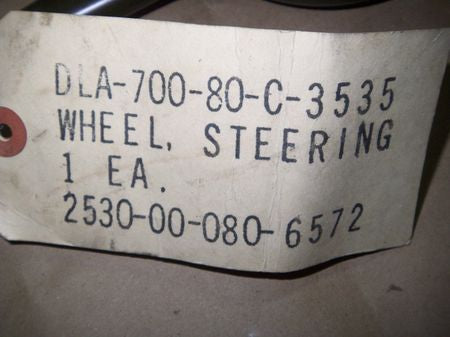 DLA-700-80-C-3535
WHEEL, STEERING
1 EA.
2530-00-080-6572